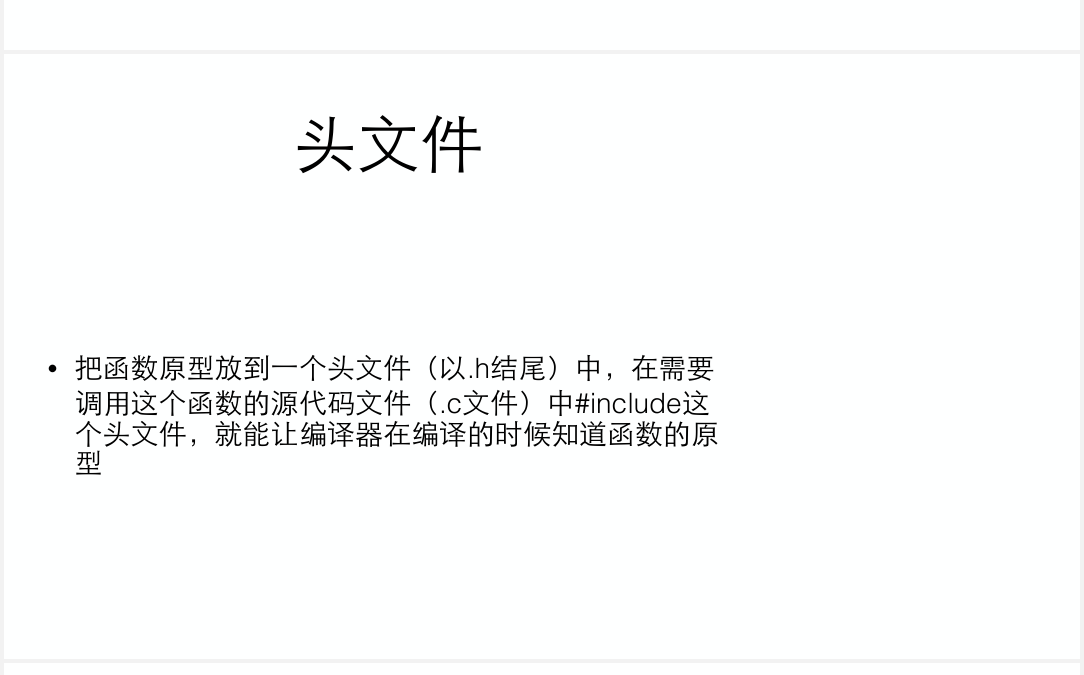 头文件
• 把函数原型放到一个头文件（以.h结尾）中，在需要
调用这个函数的源代码文件（.c文件）中#include这
个头文件，就能让编译器在编译的时候知道函数的原
型